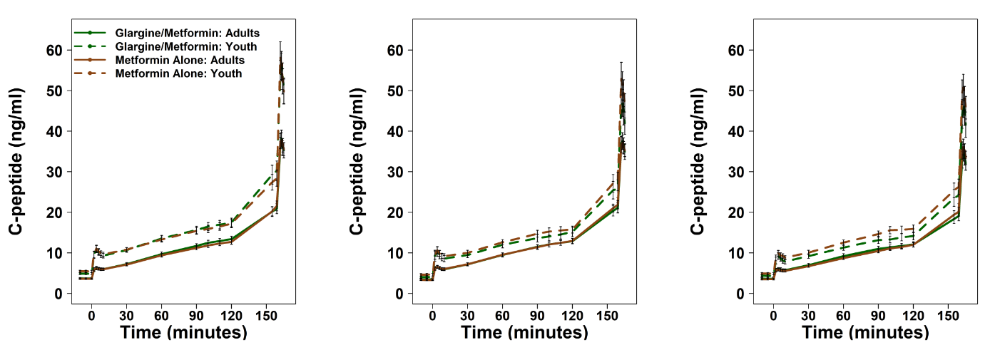 Glargine/Metformin: Adults
Glargine/Metformin: Youth
Metformin Alone: Adults
Metformin Alone: Youth
C-peptide (ng/ml)
60
50
40
30
20
10
0
0 30 60 90 120 150
Time (minutes)
C-peptide (ng/ml)
60
50
40
30
20
10
0
0 30 60 90 120 150
Time (minutes)
C-peptide (ng/ml)
60
50
40
30
20
10
0
0 30 60 90 120 150
Time (minutes)